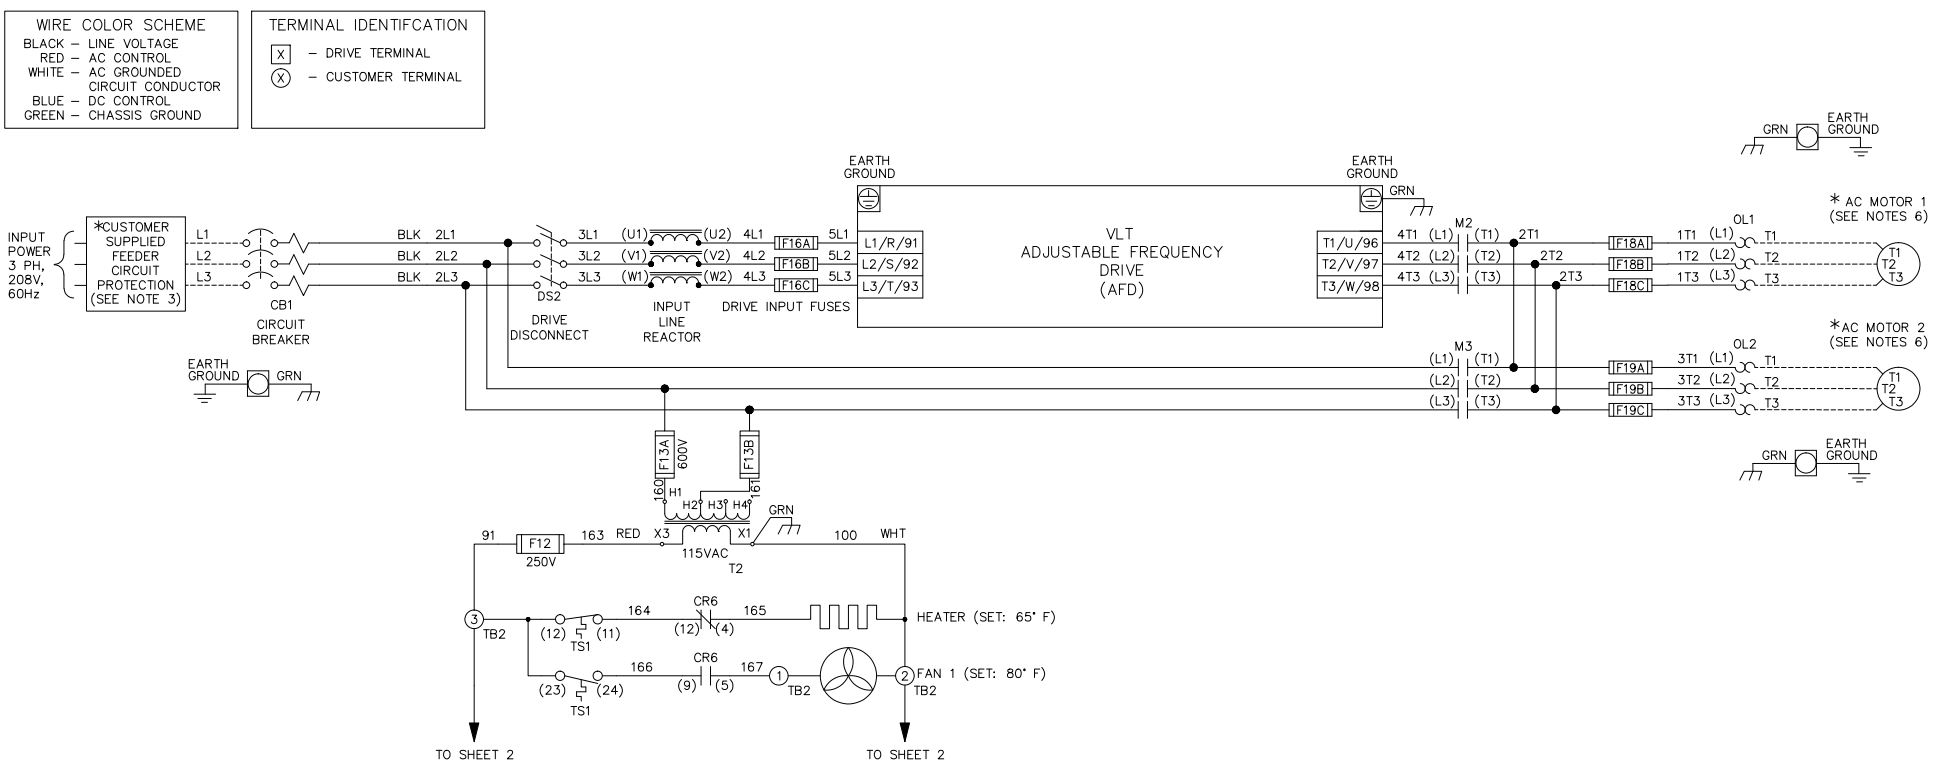 WIRE COLOR SCHEME
BLACK – LINE VOLTAGE
RED – AC CONTROL
WHITE – AC GROUNDED
CIRCUIT CONDUCTOR
BLUE – DC CONTROL
GREEN – CHASSIS GROUND
TERMINAL IDENTIFCATION
X – DRIVE TERMINAL
X – CUSTOMER TERMINAL
INPUT
POWER
3 PH,
208V,
60Hz
*CUSTOMER
SUPPLIED
FEEDER
CIRCUIT
PROTECTION
(SEE NOTE 3)
L1
L2
L3
CB1
CIRCUIT
BREAKER
EARTH
GROUND
GRN
BLK 2L1
BLK 2L2
BLK 2L3
DS2
DRIVE
DISCONNECT
3L1 (U1) (U2) 4L1 F16A 5L1
3L2 (V1) (V2) 4L2 F16B 5L2
3L3 (W1) (W2) 4L3 F16C 5L3
INPUT
LINE
REACTOR
DRIVE INPUT FUSES
EARTH
GROUND
L1/R/91
L2/S/92
L3/T/93
VLT
ADJUSTABLE FREQUENCY
DRIVE
(AFD)
EARTH
GROUND
GRN
T1/U/96
T2/V/97
T3/W/98
M2
4T1 (L1) (T1) 2T1 F18A 1T1 (L1) T1
4T2 (L2) (T2) 2T2 F18B 1T2 (L2) T2
4T3 (L3) (T3) 2T3 F18C 1T3 (L3) T3
OL1
GRN
EARTH
GROUND
* AC MOTOR 1
(SEE NOTES 6)
T1
T2
T3
M3
(L1) (T1) F19A 3T1 (L1) T1
(L2) (T2) F19B 3T2 (L2) T2
(L3) (T3) F19C 3T3 (L3) T3
OL2
*AC MOTOR 2
(SEE NOTES 6)
T1
T2
T3
GRN
EARTH
GROUND
F13A
600V
F13B
160
161
H1
H2
H3
H4
GRN
91
F12
250V
163
RED
X3
X1
115VAC
T2
100
WHT
3
TB2
(12)
(11)
TS1
164
CR6
(12)
(4)
165
HEATER (SET: 65° F)
(23)
(24)
TS1
166
CR6
(9)
(5)
167
1
TB2
2
TB2
FAN 1 (SET: 80° F)
TO SHEET 2
TO SHEET 2